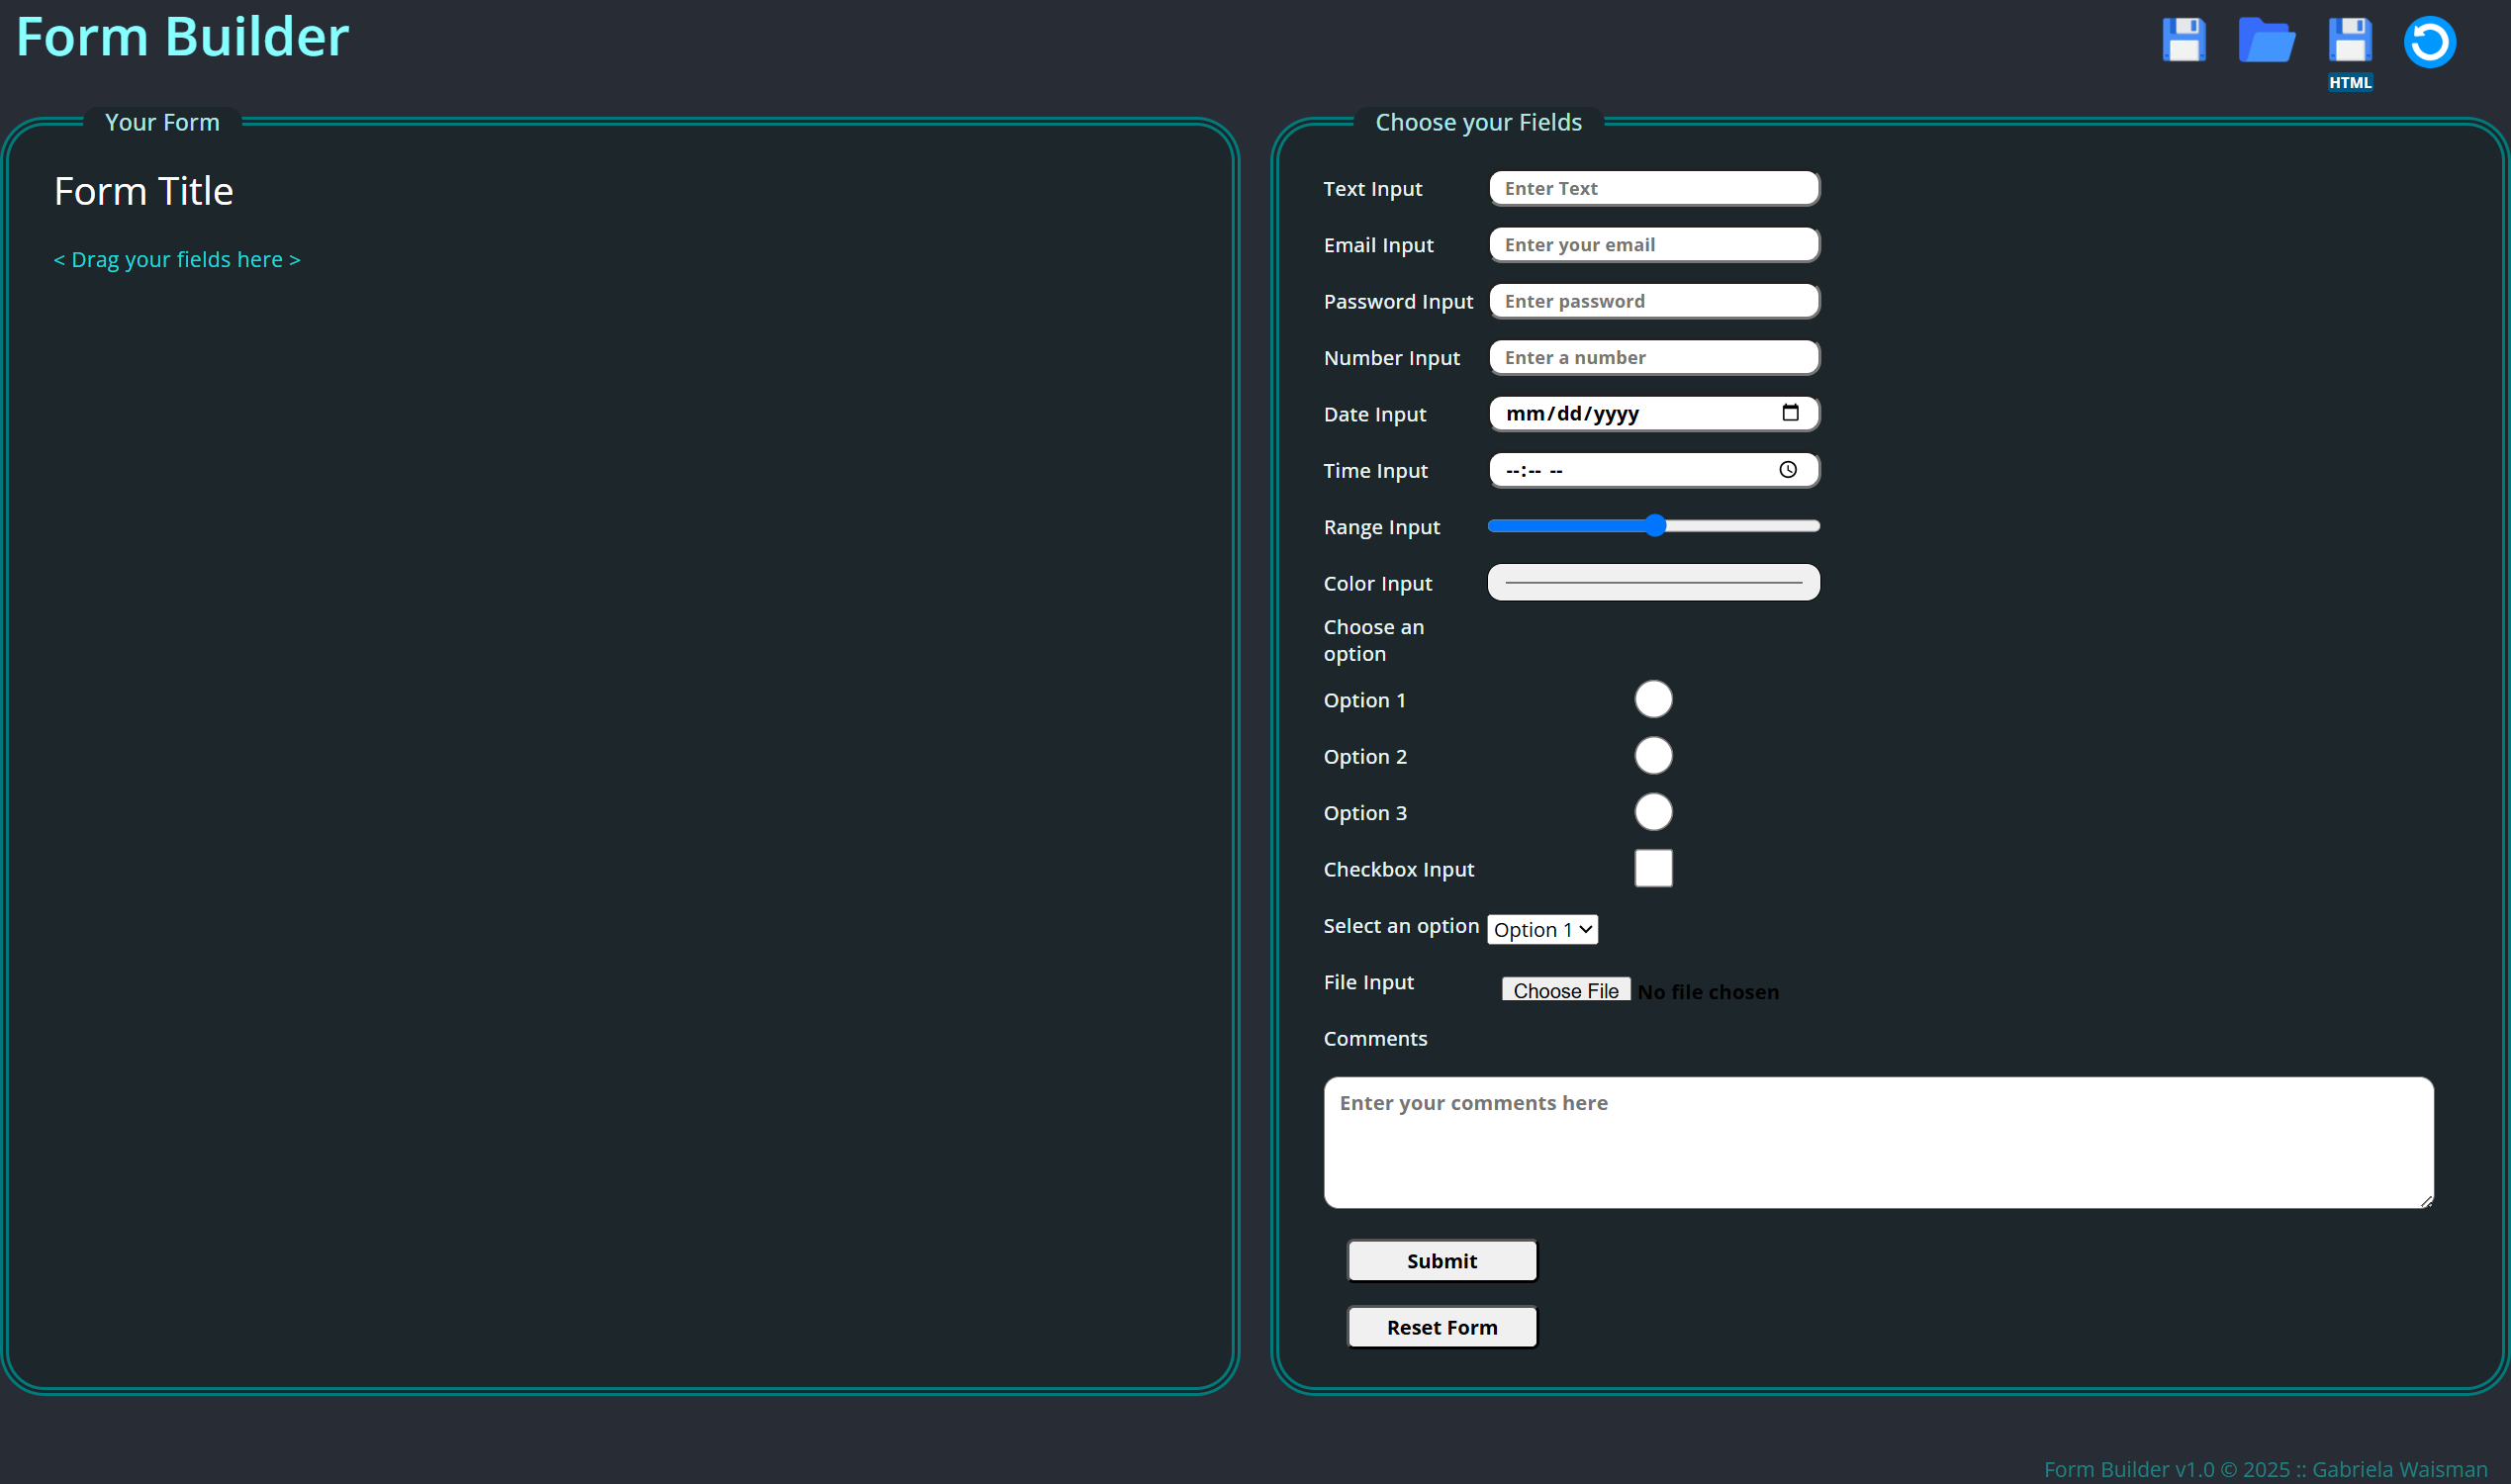 Form Builder
HTML
Your Form
Form Title
< Drag your fields here >
Choose your Fields
Text Input Enter Text
Email Input Enter your email
Password Input Enter password
Number Input Enter a number
Date Input mm/dd/yyyy
Time Input --:-- --
Range Input
Color Input
Choose an
option
Option 1
Option 2
Option 3
Checkbox Input
Select an option Option 1
File Input Choose File No file chosen
Comments
Enter your comments here
Submit
Reset Form
Form Builder v1.0 © 2025 :: Gabriela Waisman